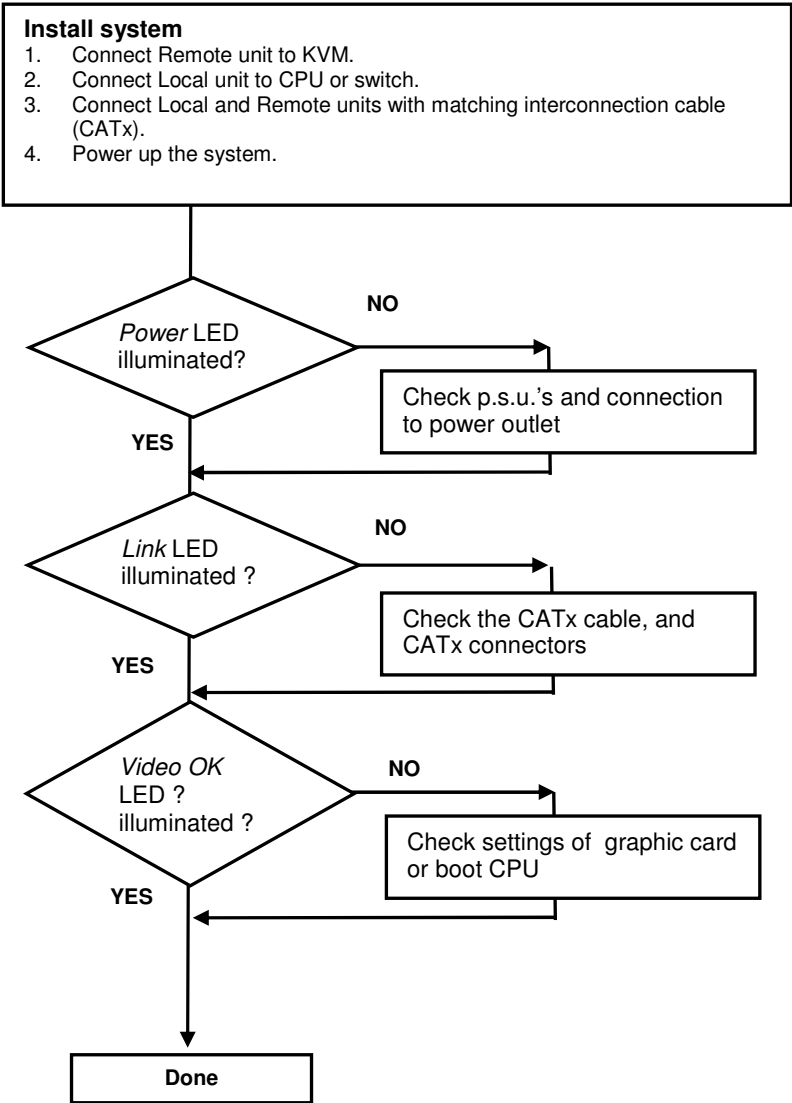 Install system
1. Connect Remote unit to KVM.
2. Connect Local unit to CPU or switch.
3. Connect Local and Remote units with matching interconnection cable
(CATx).
4. Power up the system.
NO
Power LED
illuminated?
Check p.s.u.'s and connection
to power outlet
YES
NO
Link LED
illuminated ?
Check the CATx cable, and
CATx connectors
YES
Video OK
LED ?
illuminated ?
NO
Check settings of  graphic card
or boot CPU
YES
Done